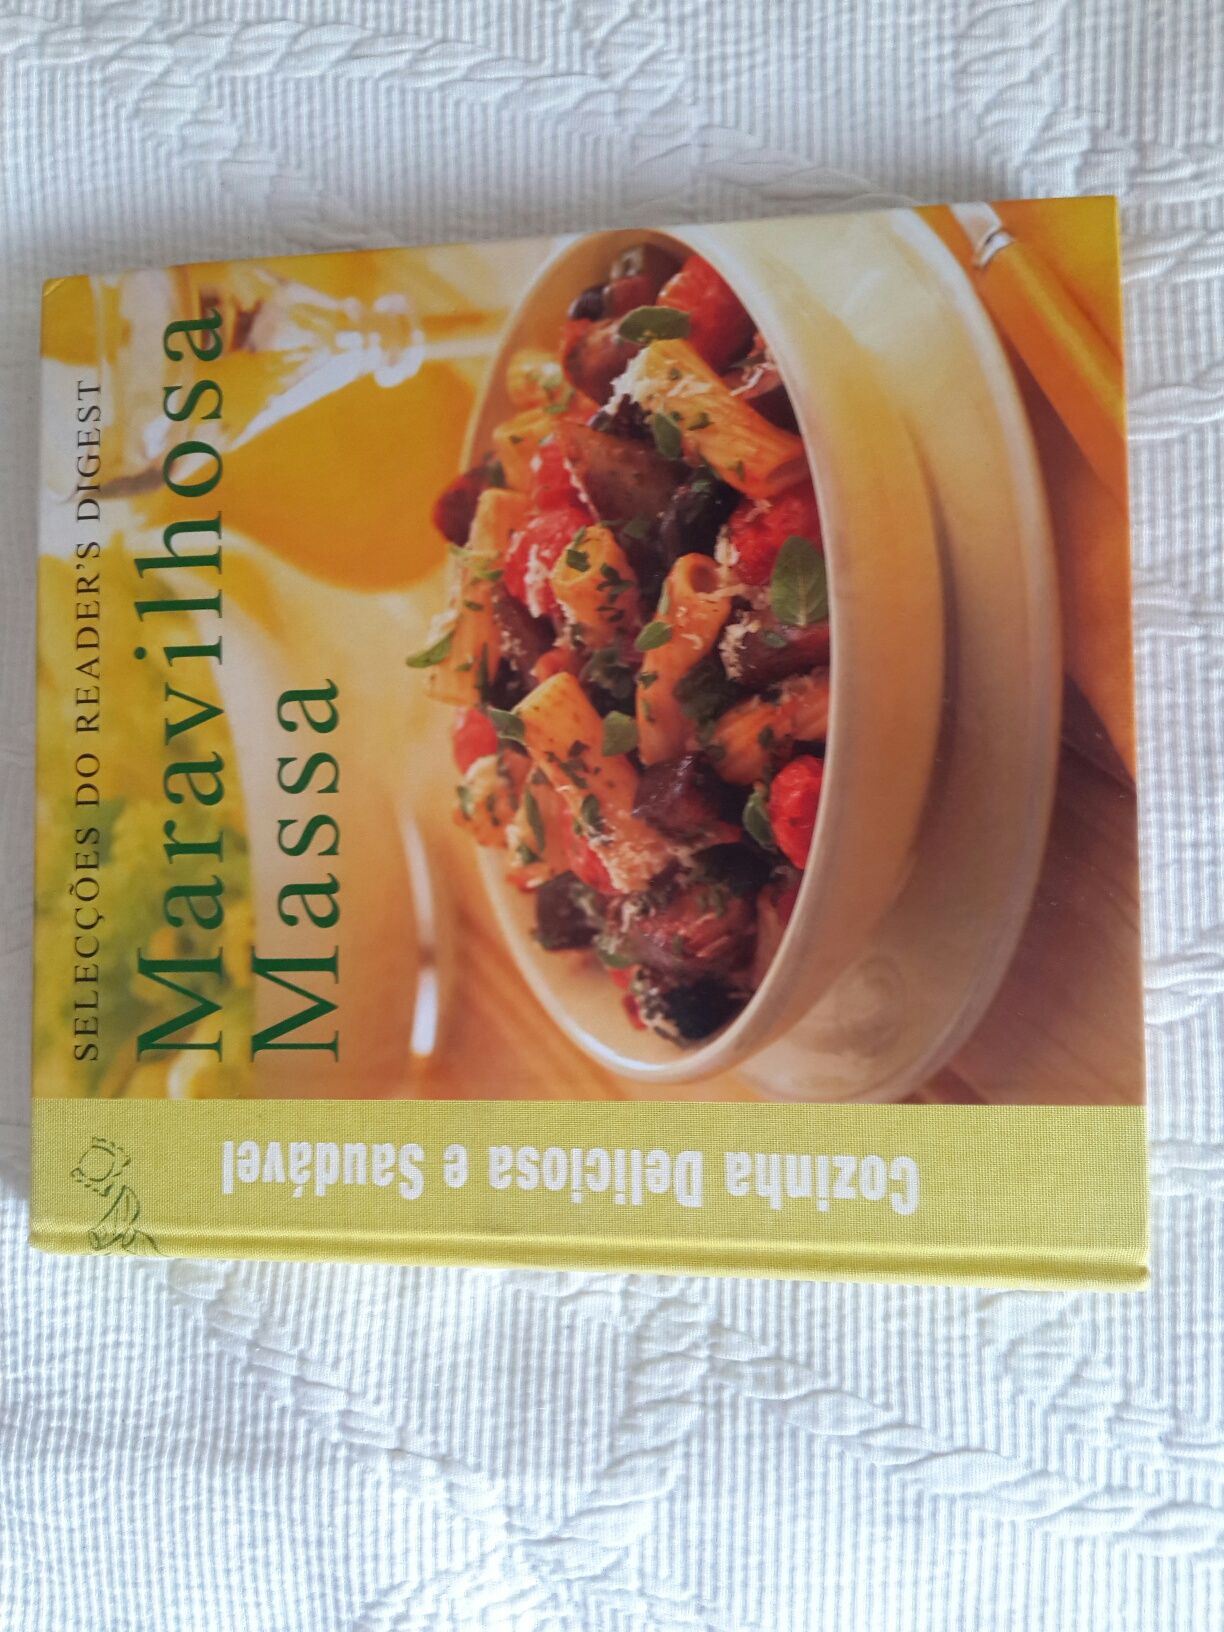 SELECÇÕES DO READER'S DIGEST
Maravilhosa
Massa
Cozinha Deliciosa e Saudável